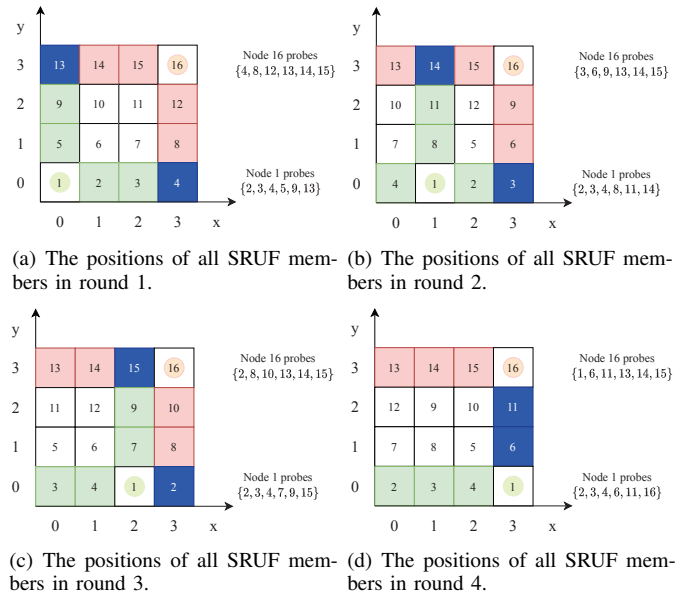 y
3 13 14 15 16
2 9 10 11 12
1 5 6 7 8
0 1 2 3 4
0 1 2 3 x
Node 16 probes
{4, 8, 12, 13, 14, 15}
Node 1 probes
{2, 3, 4, 5, 9, 13}
(a) The positions of all SRUF mem-
bers in round 1.
y
3 13 14 15 16
2 10 11 12 9
1 7 8 5 6
0 4 1 2 3
0 1 2 3 x
Node 16 probes
{3, 6, 9, 13, 14, 15}
Node 1 probes
{2, 3, 4, 8, 11, 14}
(b) The positions of all SRUF mem-
bers in round 2.
y
3 13 14 15 16
2 11 12 9 10
1 5 6 7 8
0 3 4 1 2
0 1 2 3 x
Node 16 probes
{2, 8, 10, 13, 14, 15}
Node 1 probes
{2, 3, 4, 7, 9, 15}
(c) The positions of all SRUF mem-
bers in round 3.
y
3 13 14 15 16
2 12 9 10 11
1 7 8 5 6
0 2 3 4 1
0 1 2 3 x
Node 16 probes
{1, 6, 11, 13, 14, 15}
Node 1 probes
{2, 3, 4, 6, 11, 16}
(d) The positions of all SRUF mem-
bers in round 4.